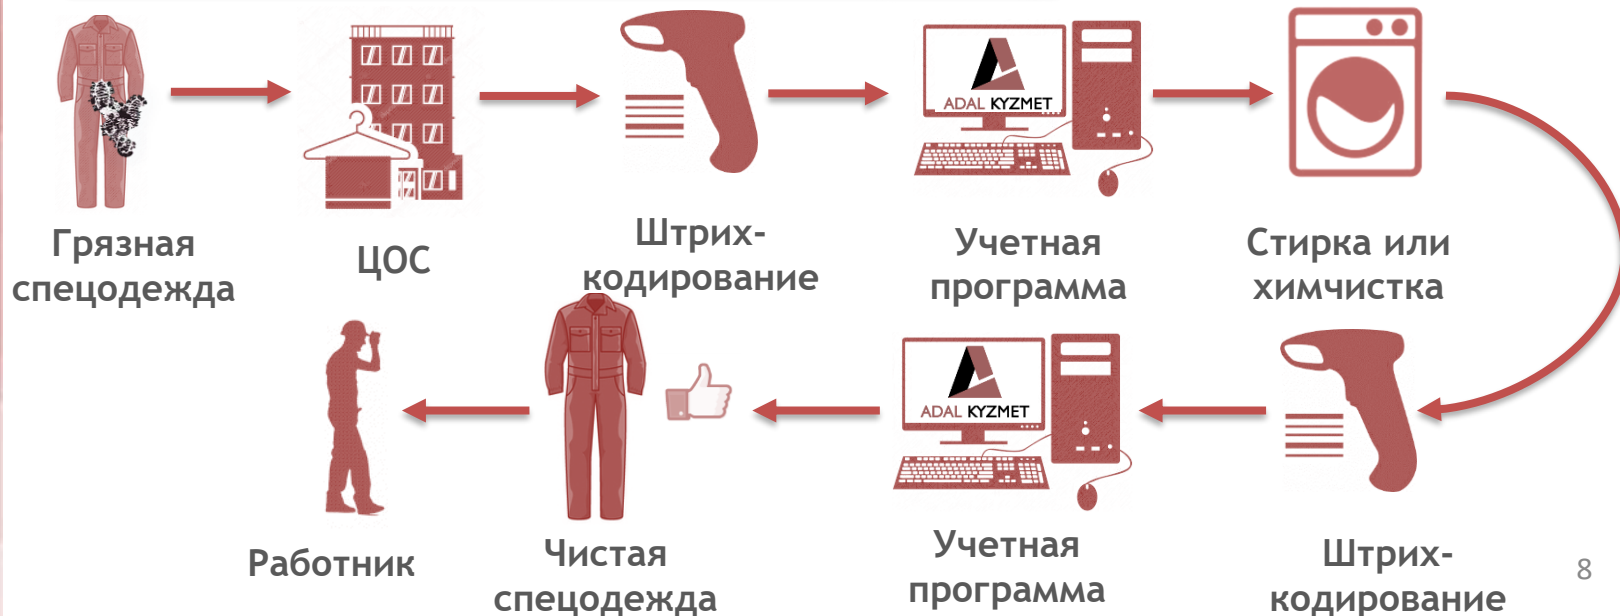 ADAL KYZMET
Грязная
спецодежда
ЦОС
Штрих-
кодирование
Учетная
программа
Стирка или
химчистка
ADAL KYZMET
Работник
Чистая
спецодежда
Учетная
программа
Штрих-
кодирование
8